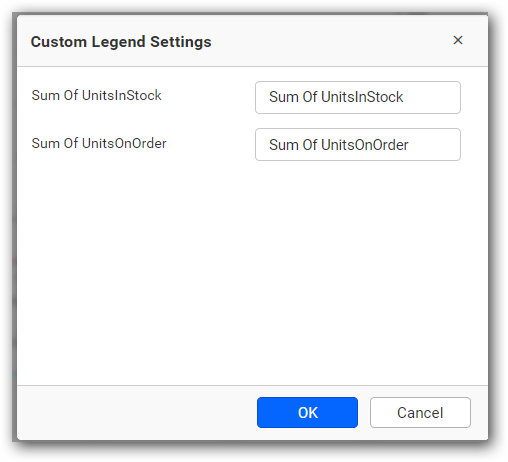 Custom Legend Settings ×
Sum Of UnitsInStock Sum Of UnitsInStock
Sum Of UnitsOnOrder Sum Of UnitsOnOrder
OK Cancel